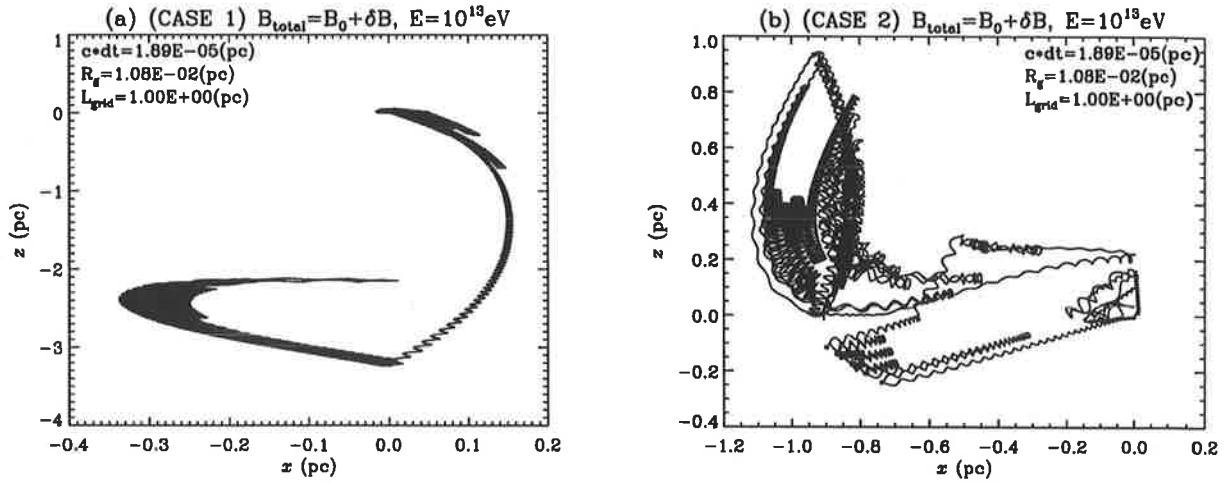 (a) (CASE 1) B_total=B_0+δB, E=10^13eV
c*dt=1.89E-05(pc)
R_g=1.08E-02(pc)
L_grid=1.00E+00(pc)
z (pc)
1
0
-1
-2
-3
-4
-0.4 -0.3 -0.2 -0.1 0.0 0.1 0.2
x (pc)
(b) (CASE 2) B_total=B_0+δB, E=10^13eV
c*dt=1.89E-05(pc)
R_g=1.08E-02(pc)
L_grid=1.00E+00(pc)
z (pc)
1.0
0.8
0.6
0.4
0.2
0.0
-0.2
-0.4
-1.2 -1.0 -0.8 -0.6 -0.4 -0.2 0.0 0.2
x (pc)